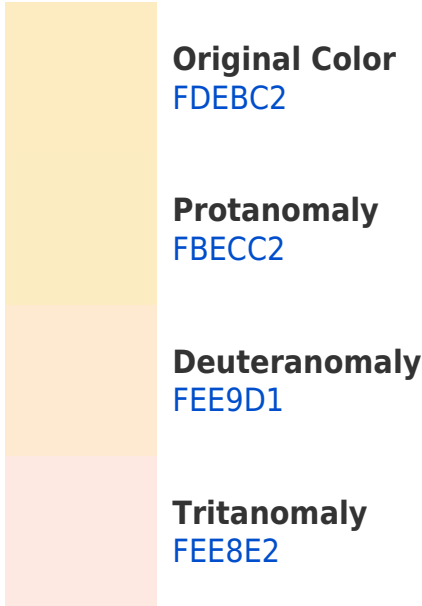 Original Color
FDEBC2
Protanomaly
FBECC2
Deuteranomaly
FEE9D1
Tritanomaly
FEE8E2